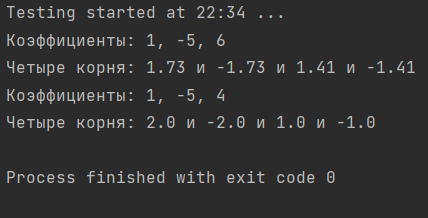 Testing started at 22:34 ...
Коэффициенты: 1, -5, 6
Четыре корня: 1.73 и -1.73 и 1.41 и -1.41
Коэффициенты: 1, -5, 4
Четыре корня: 2.0 и -2.0 и 1.0 и -1.0
Process finished with exit code 0